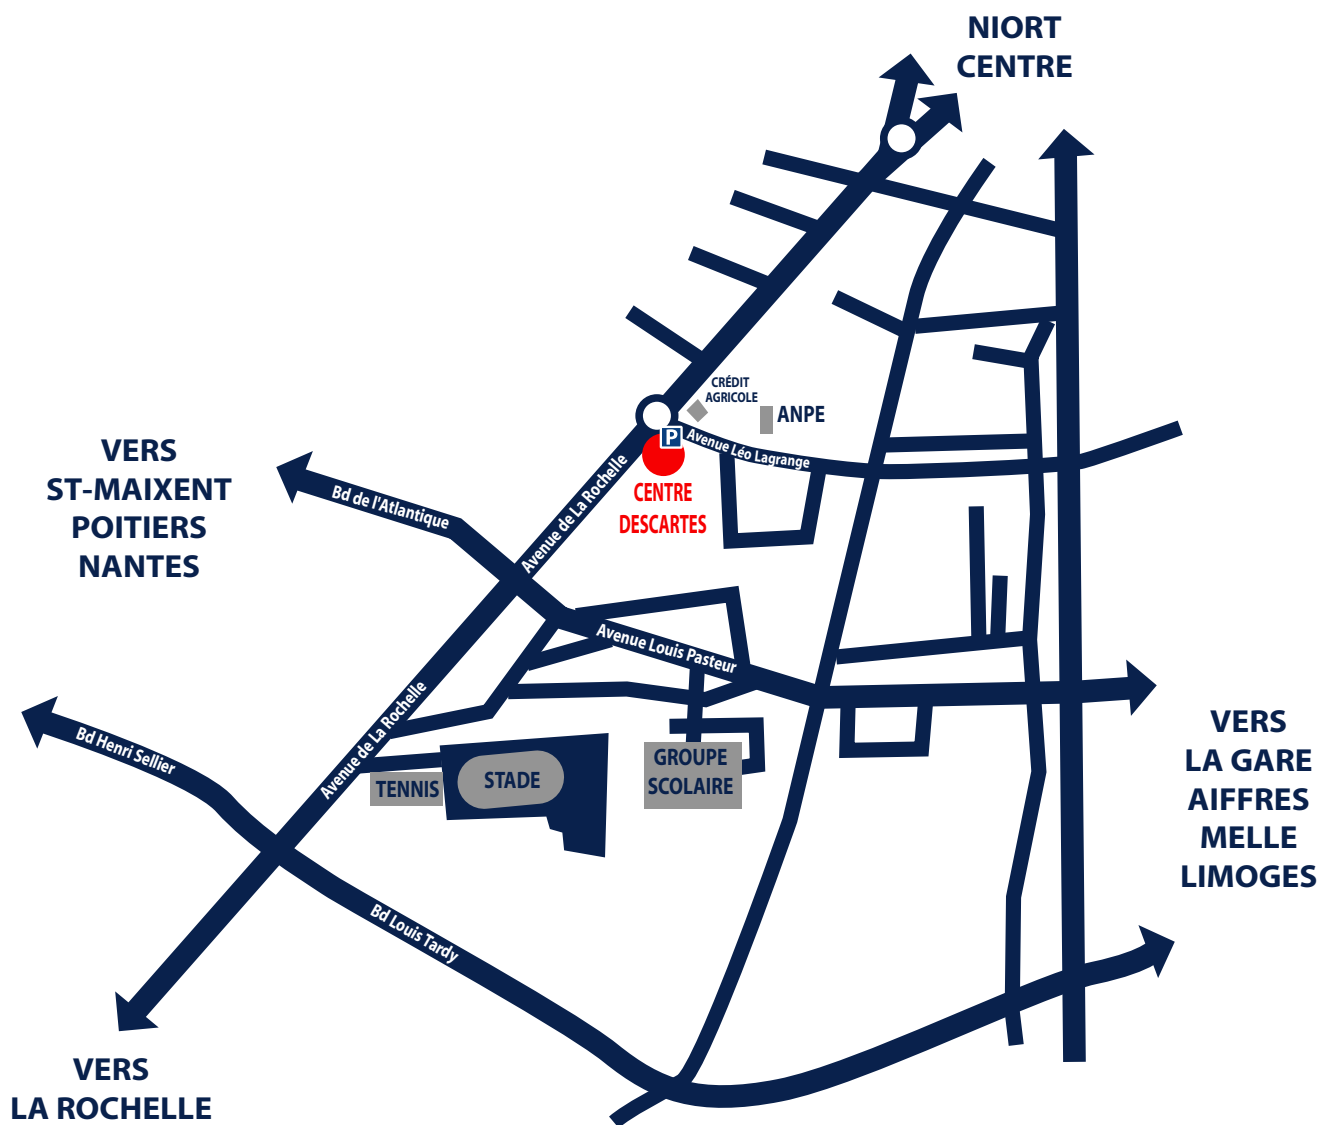 NIORT
CENTRE
CRÉDIT
AGRICOLE
ANPE
P
Avenue Léo Lagrange
VERS
ST-MAIXENT
POITIERS
NANTES
Bd de l'Atlantique
Avenue de La Rochelle
CENTRE
DESCARTES
Avenue Louis Pasteur
Bd Henri Sellier
Avenue de La Rochelle
TENNIS
STADE
GROUPE
SCOLAIRE
VERS
LA GARE
AIFFRES
MELLE
LIMOGES
Bd Louis Tardy
VERS
LA ROCHELLE